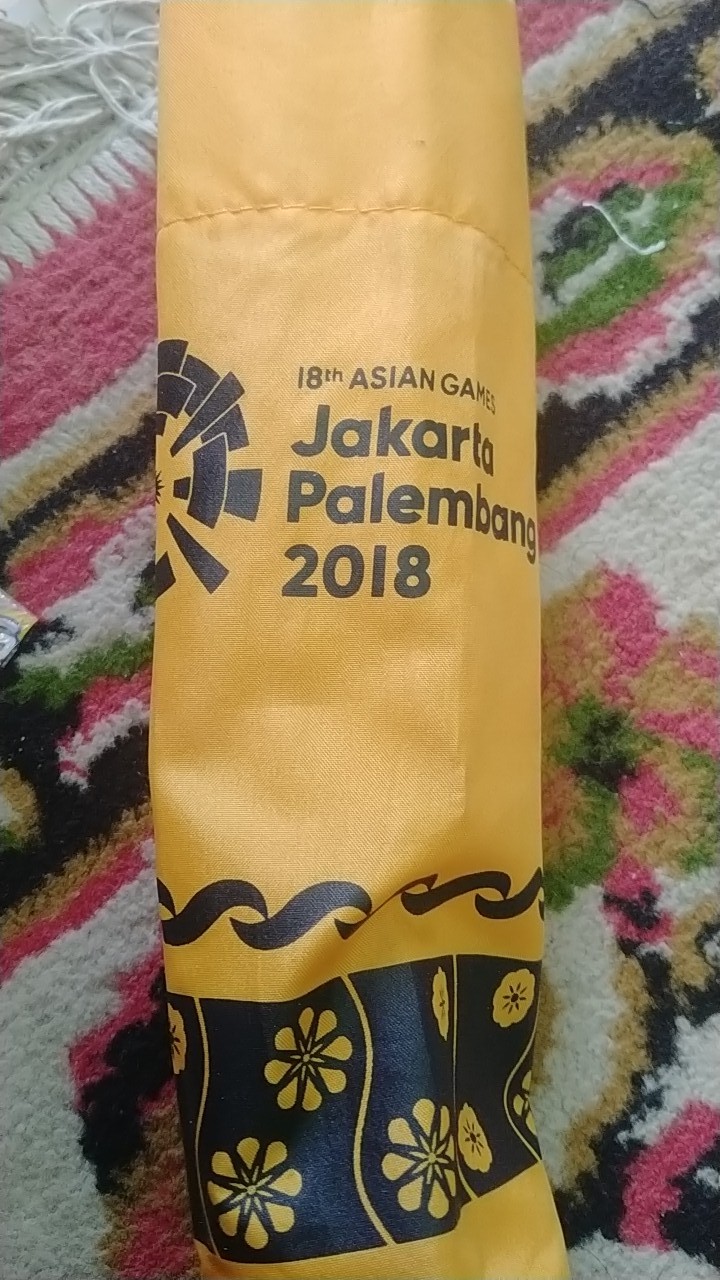 18th ASIAN GAMES
Jakarta
Palembang
2018